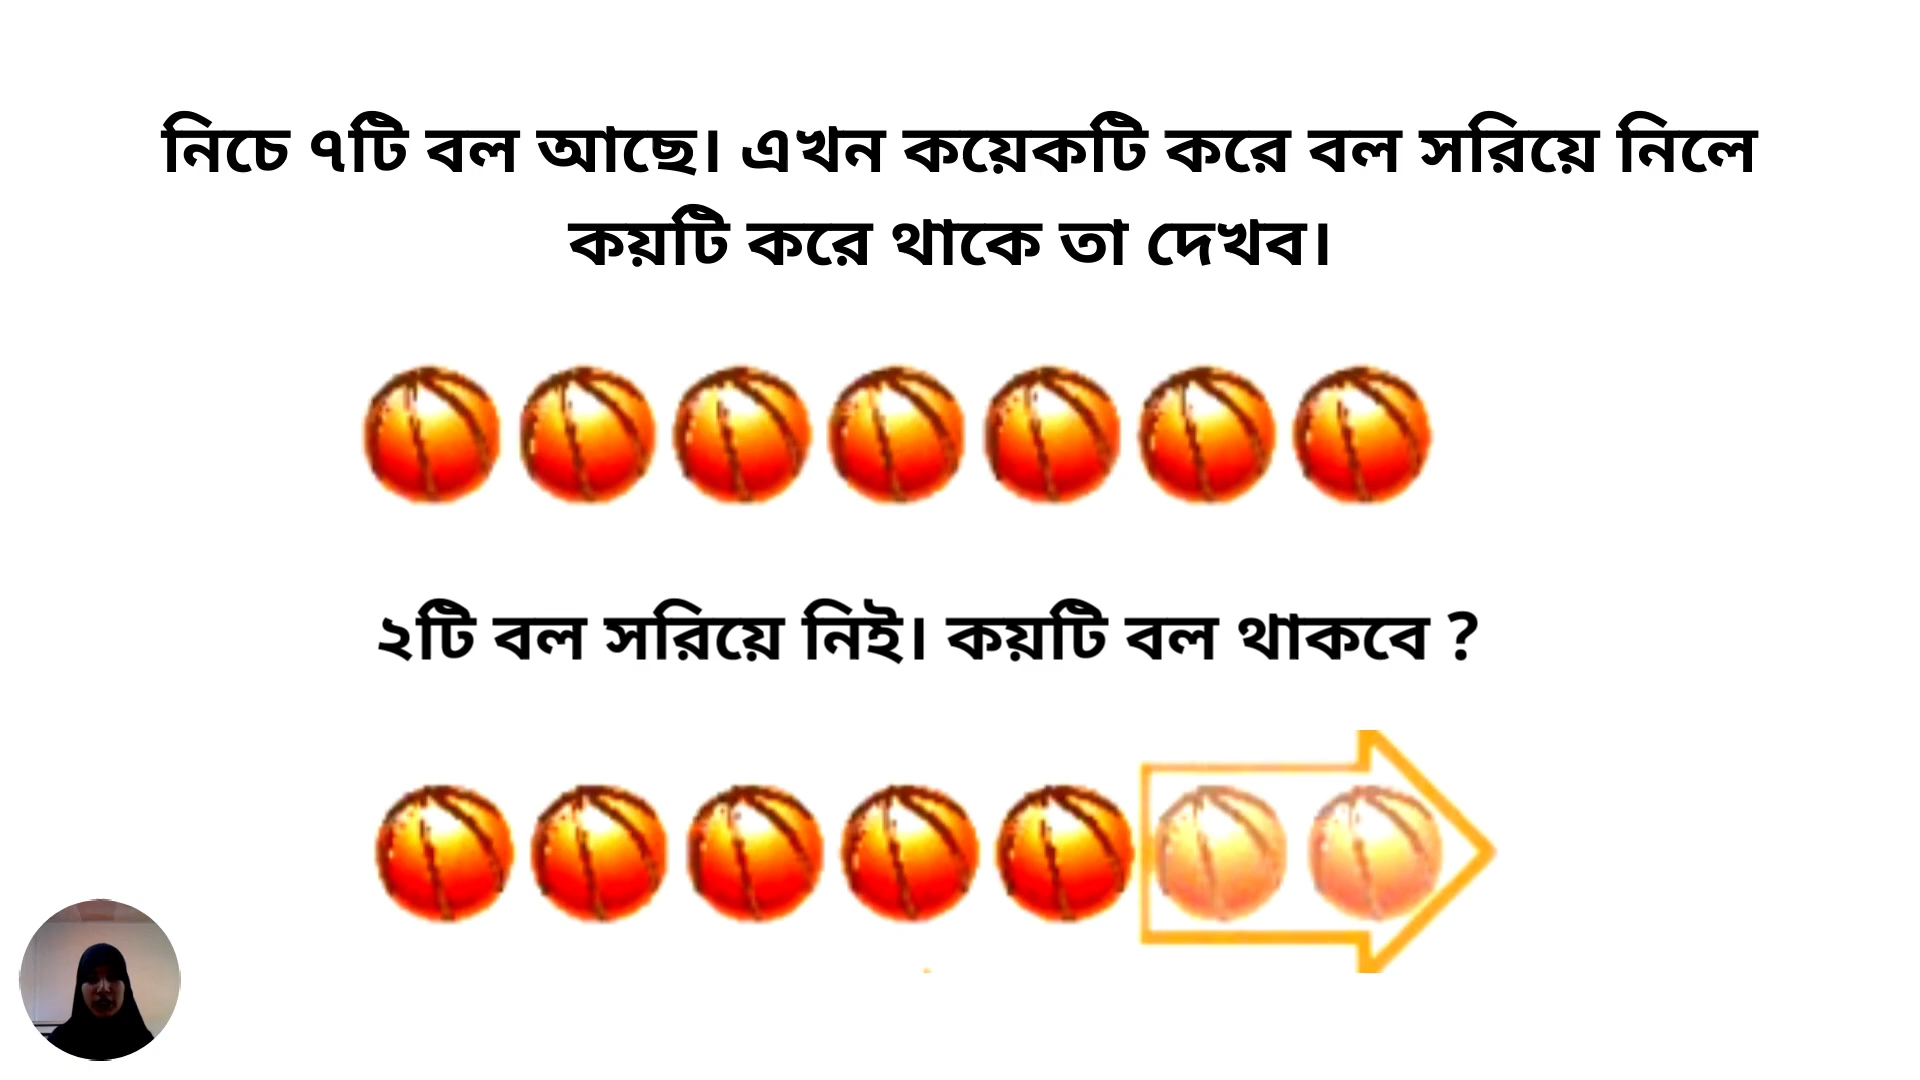 নিচে ৭টি বল আছে। এখন কয়েকটি করে বল সরিয়ে নিলে
কয়টি করে থাকে তা দেখব।
২টি বল সরিয়ে নিই। কয়টি বল থাকবে ?